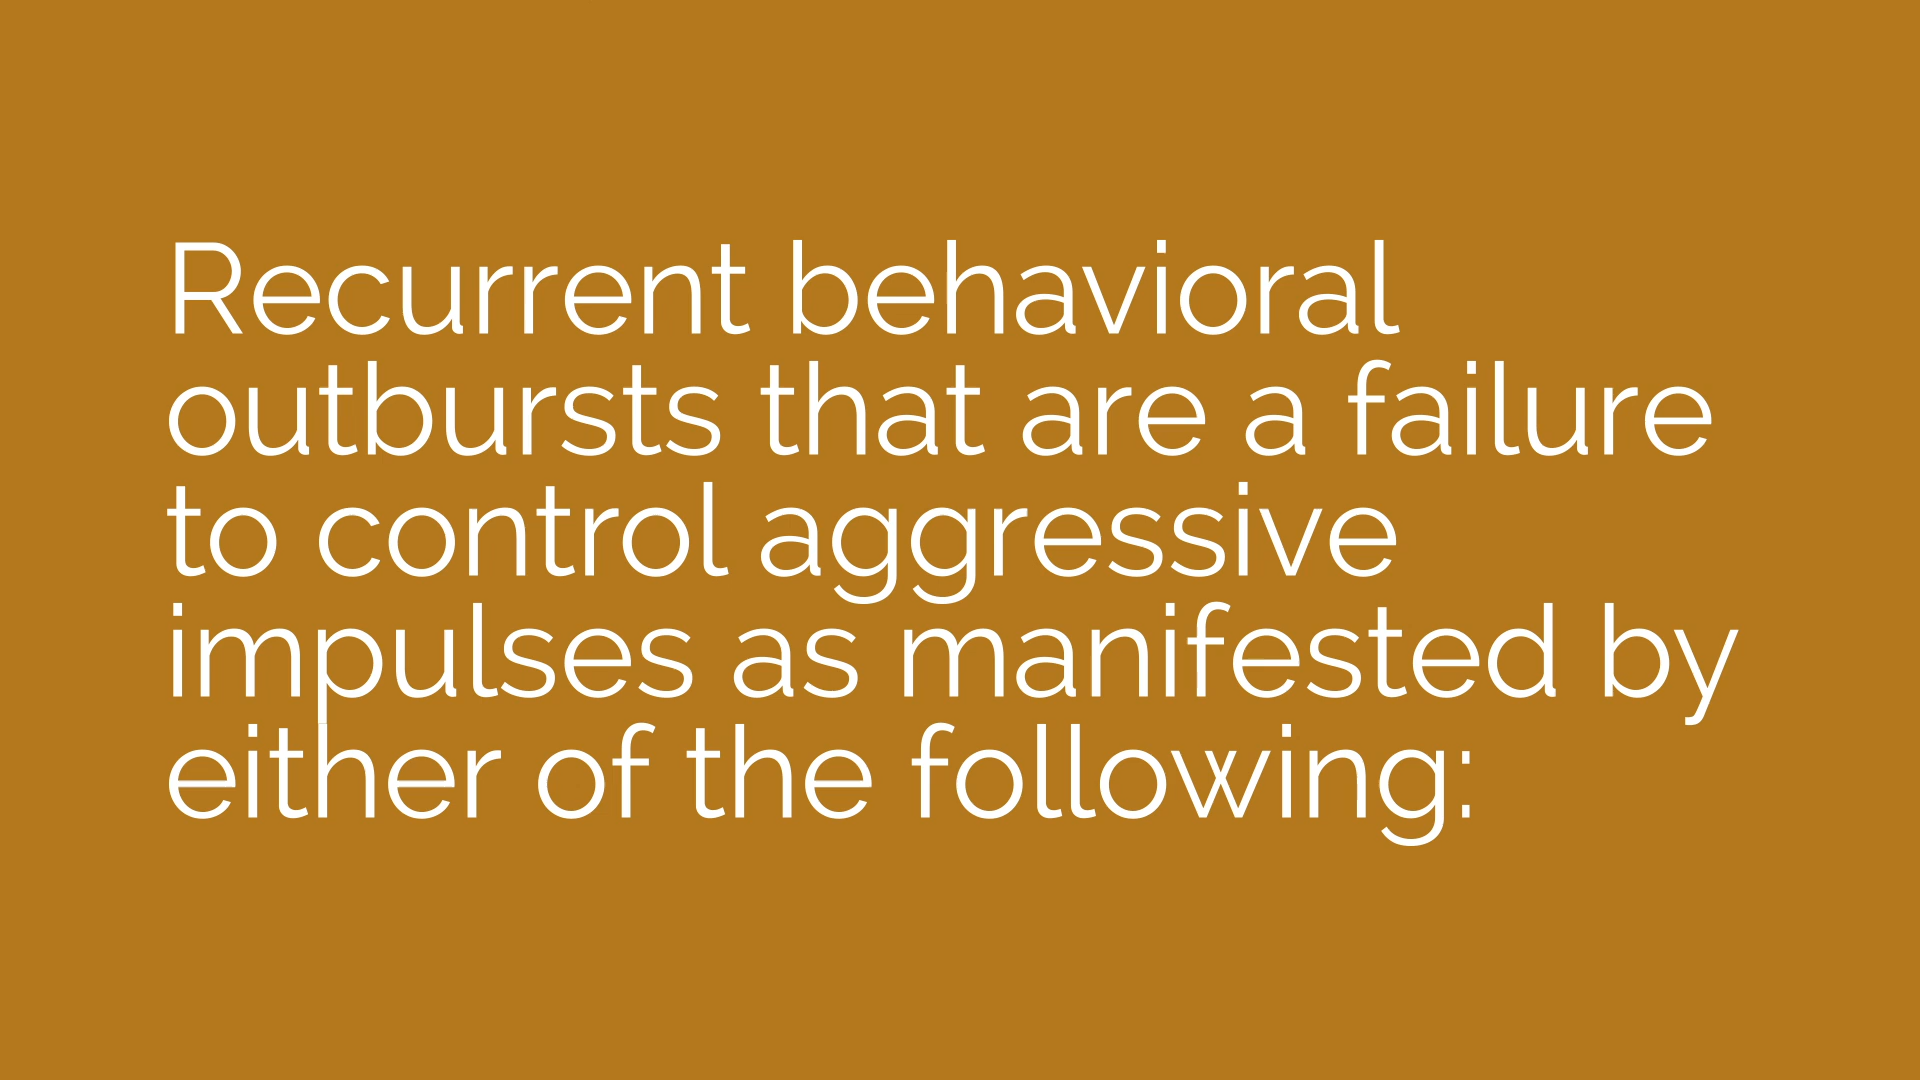 Recurrent behavioral
outbursts that are a failure
to control aggressive
impulses as manifested by
either of the following: